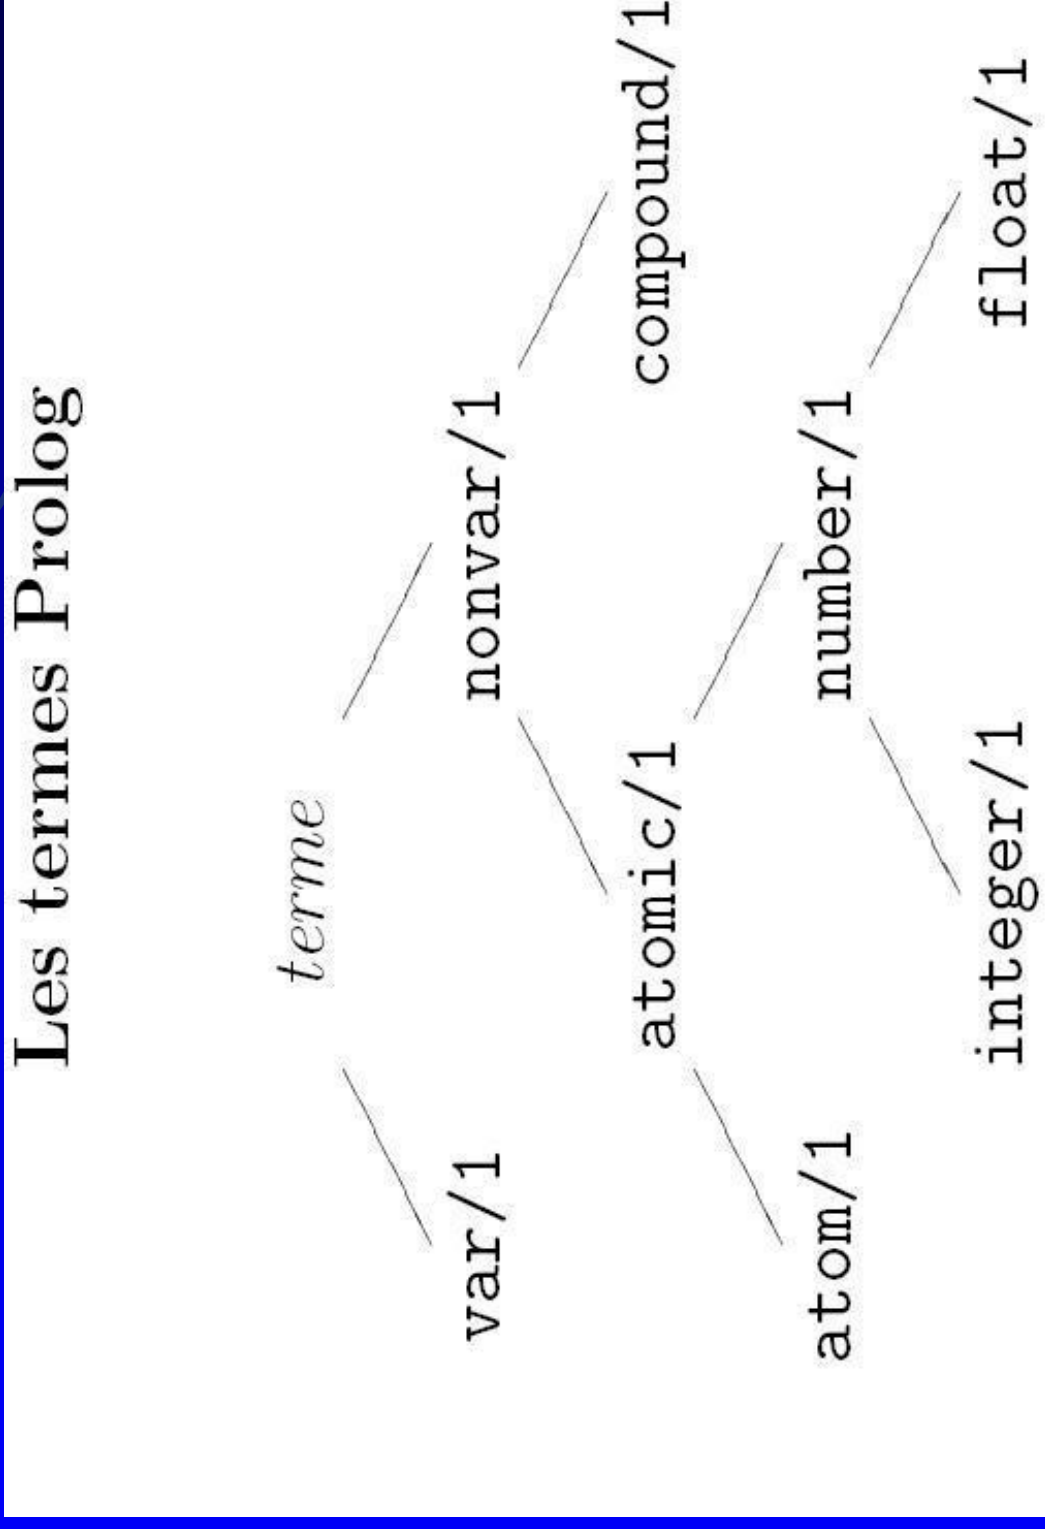 Les termes Prolog
terme
var/1 nonvar/1
atomic/1 compound/1
atom/1 number/1
integer/1 float/1